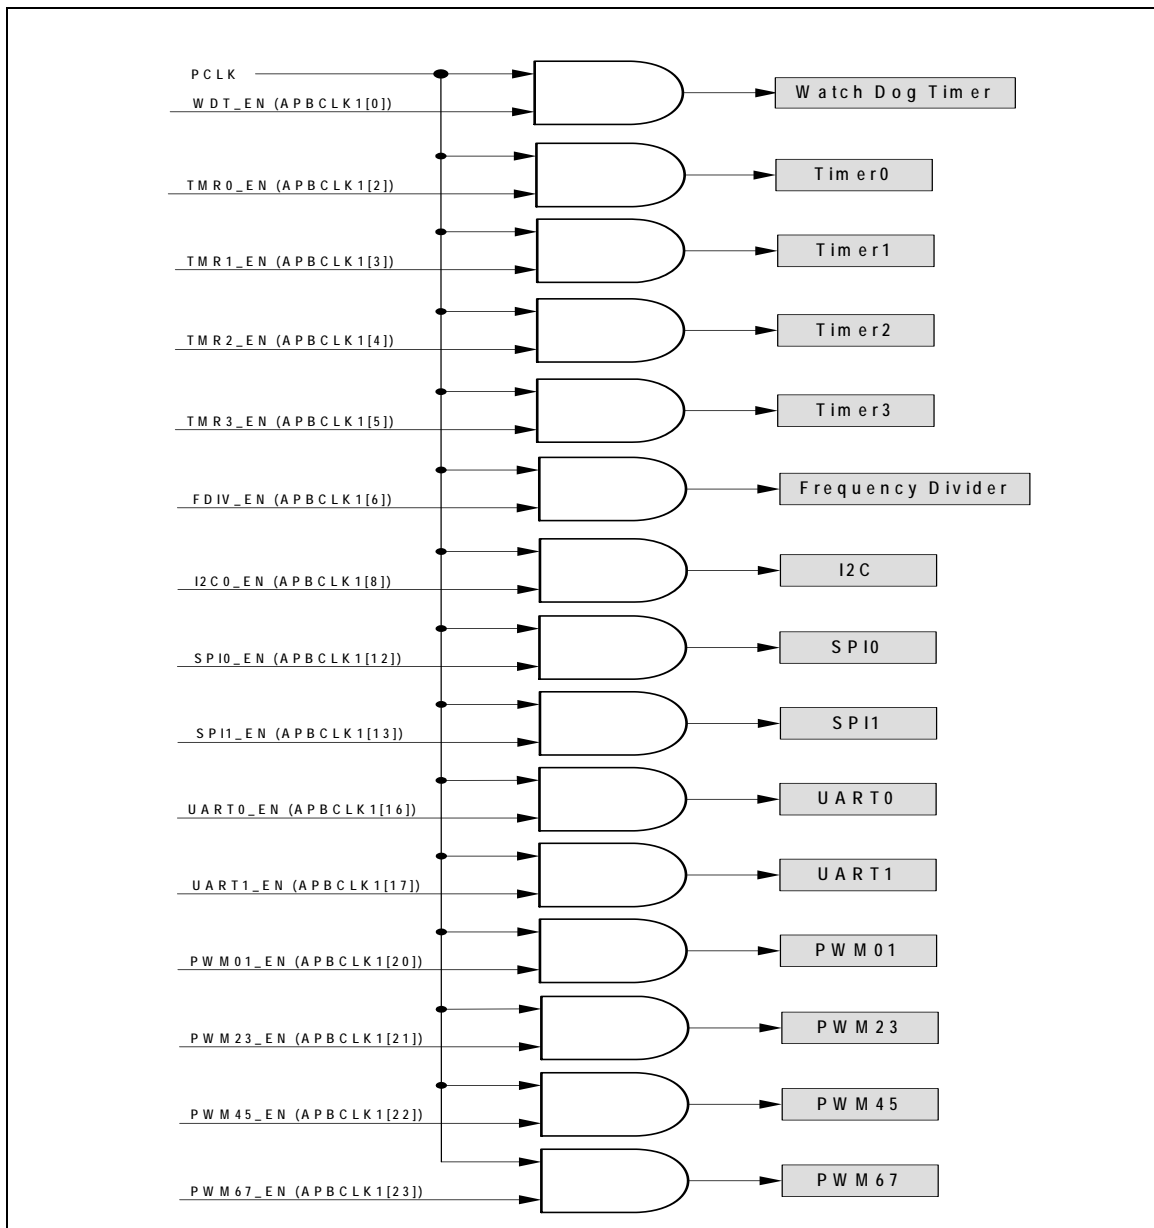 PCLK
WDT_EN (APBCLK1[0])
Watch Dog Timer
TMR0_EN (APBCLK1[2])
Timer0
TMR1_EN (APBCLK1[3])
Timer1
TMR2_EN (APBCLK1[4])
Timer2
TMR3_EN (APBCLK1[5])
Timer3
FDIV_EN (APBCLK1[6])
Frequency Divider
I2C0_EN (APBCLK1[8])
I2C
SPI0_EN (APBCLK1[12])
SPI0
SPI1_EN (APBCLK1[13])
SPI1
UART0_EN (APBCLK1[16])
UART0
UART1_EN (APBCLK1[17])
UART1
PWM01_EN (APBCLK1[20])
PWM01
PWM23_EN (APBCLK1[21])
PWM23
PWM45_EN (APBCLK1[22])
PWM45
PWM67_EN (APBCLK1[23])
PWM67